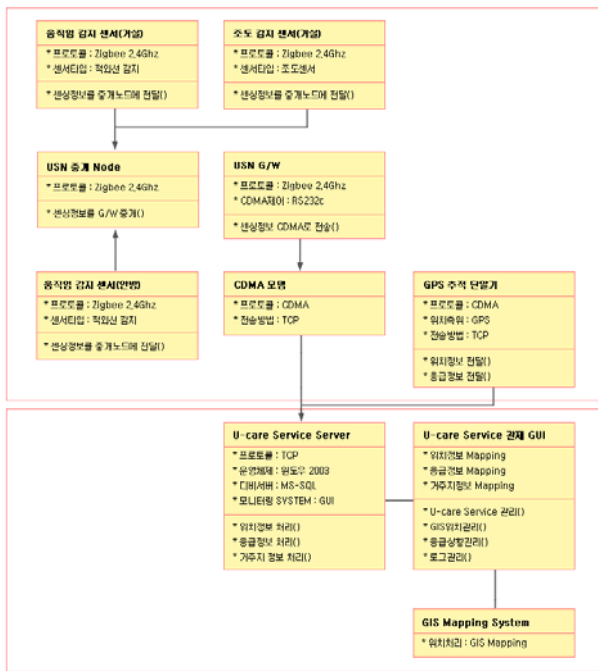 움직임 감지 센서(거실)
* 프로토콜 : Zigbee 2,4Ghz
* 센서타입 : 적외선 감지
* 센싱정보를 중개노드에 전달()
조도 감지 센서(거실)
* 프로토콜 : Zigbee 2,4Ghz
* 센서타입 : 조도센서
* 센싱정보를 중개노드에 전달()
USN 중개 Node
* 프로토콜 : Zigbee 2,4Ghz
* 센싱정보를 G/W 중개()
USN G/W
* 프로토콜 : Zigbee 2,4Ghz
* CDMA제어 : RS232c
* 센싱정보 CDMA로 전송()
움직임 감지 센서(안방)
* 프로토콜 : Zigbee 2,4Ghz
* 센서타입 : 적외선 감지
* 센싱정보를 중개노드에 전달()
CDMA 모뎀
* 프로토콜 : CDMA
* 전송방법 : TCP
GPS 추적 단말기
* 프로토콜 : CDMA
* 위치측위 : GPS
* 전송방법 : TCP
* 위치정보 전달()
* 응급정보 전달()
U-care Service Server
* 프로토콜 : TCP
* 운영체제 : 윈도우 2003
* 디비서버 : MS-SQL
* 모니터링 SYSTEM : GUI
* 위치정보 처리()
* 응급정보 처리()
* 거주지 정보 처리()
U-care Service 관제 GUI
* 위치정보 Mapping
* 응급정보 Mapping
* 거주지정보 Mapping
* U-care Service 관리()
* GIS위치관리()
* 응급상황관리()
* 로그관리()
GIS Mapping System
* 위치처리 : GIS Mapping